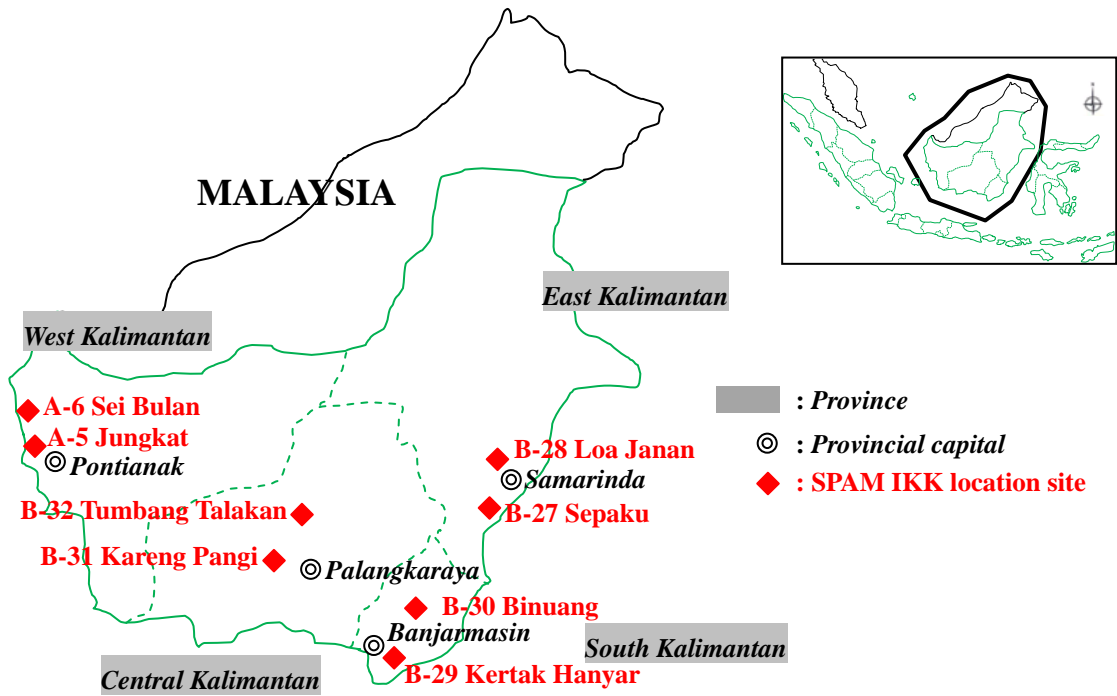 MALAYSIA
East Kalimantan
West Kalimantan
A-6 Sei Bulan
A-5 Jungkat
Pontianak
B-28 Loa Janan
Samarinda
B-32 Tumbang Talakan
B-27 Sepaku
B-31 Kareng Pangi
Palangkaraya
B-30 Binuang
Banjarmasin
South Kalimantan
B-29 Kertak Hanyar
Central Kalimantan
: Province
: Provincial capital
: SPAM IKK location site